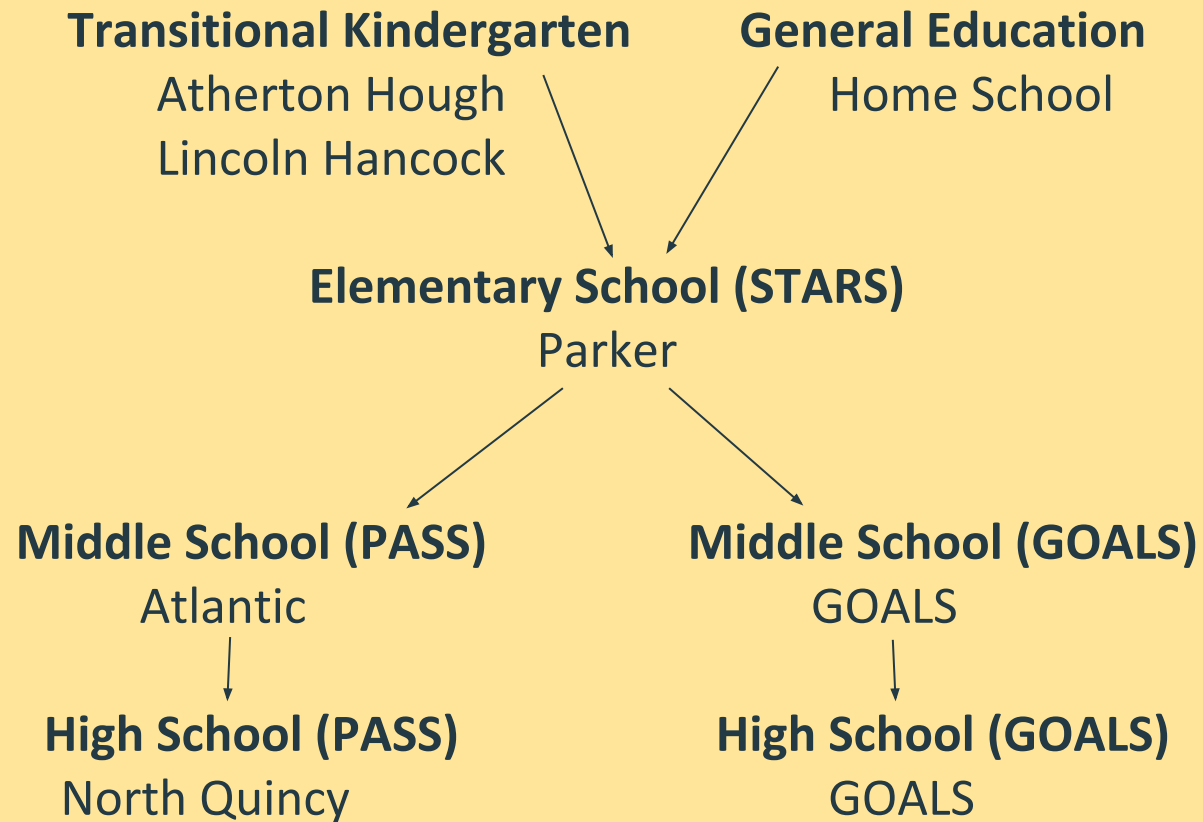 Transitional Kindergarten
Atherton Hough
Lincoln Hancock
General Education
Home School
Elementary School (STARS)
Parker
Middle School (PASS)
Atlantic
Middle School (GOALS)
GOALS
High School (PASS)
North Quincy
High School (GOALS)
GOALS